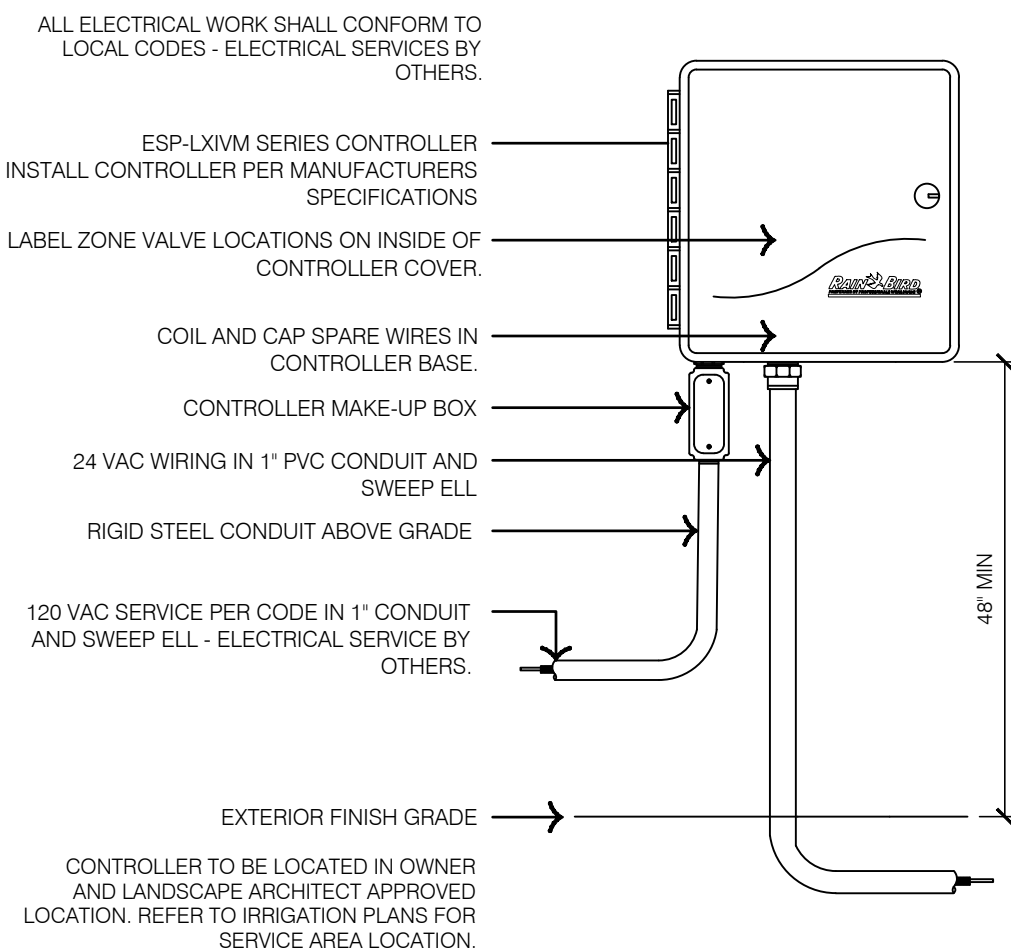 ALL ELECTRICAL WORK SHALL CONFORM TO
LOCAL CODES - ELECTRICAL SERVICES BY
OTHERS.
ESP-LXIVM SERIES CONTROLLER
INSTALL CONTROLLER PER MANUFACTURERS
SPECIFICATIONS
LABEL ZONE VALVE LOCATIONS ON INSIDE OF
CONTROLLER COVER.
RAIN BIRD
COIL AND CAP SPARE WIRES IN
CONTROLLER BASE.
CONTROLLER MAKE-UP BOX
24 VAC WIRING IN 1" PVC CONDUIT AND
SWEEP ELL
RIGID STEEL CONDUIT ABOVE GRADE
48" MIN
120 VAC SERVICE PER CODE IN 1" CONDUIT
AND SWEEP ELL - ELECTRICAL SERVICE BY
OTHERS.
EXTERIOR FINISH GRADE
CONTROLLER TO BE LOCATED IN OWNER
AND LANDSCAPE ARCHITECT APPROVED
LOCATION. REFER TO IRRIGATION PLANS FOR
SERVICE AREA LOCATION.